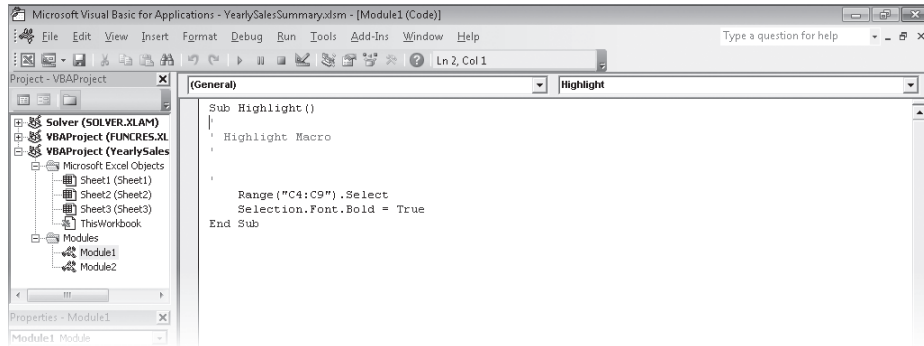 Microsoft Visual Basic for Applications - YearlySalesSummary.xlsm - [Module1 (Code)]
File Edit View Insert Format Debug Run Tools Add-Ins Window Help
Type a question for help
Ln 2, Col 1
Project - VBAProject
(General)
Highlight
Solver (SOLVER.XLAM)
VBAProject (FUNCRES.XL
VBAProject (YearlySales
Microsoft Excel Objects
Sheet1 (Sheet1)
Sheet2 (Sheet2)
Sheet3 (Sheet3)
ThisWorkbook
Modules
Module1
Module2
Properties - Module1
Module1 Module
Sub Highlight()
'
' Highlight Macro
'
'
Range("C4:C9").Select
Selection.Font.Bold = True
End Sub